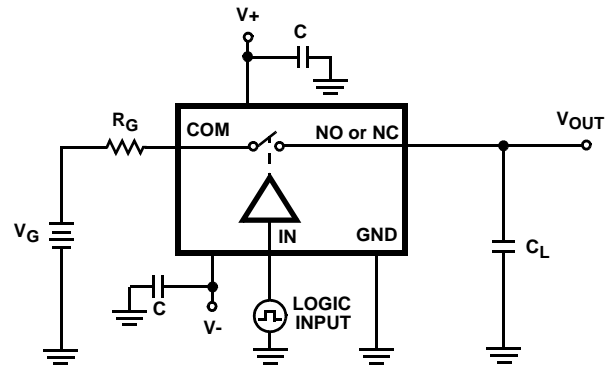 V+
C
RG
COM
NO or NC
VOUT
VG
IN
GND
CL
C
V-
LOGIC
INPUT